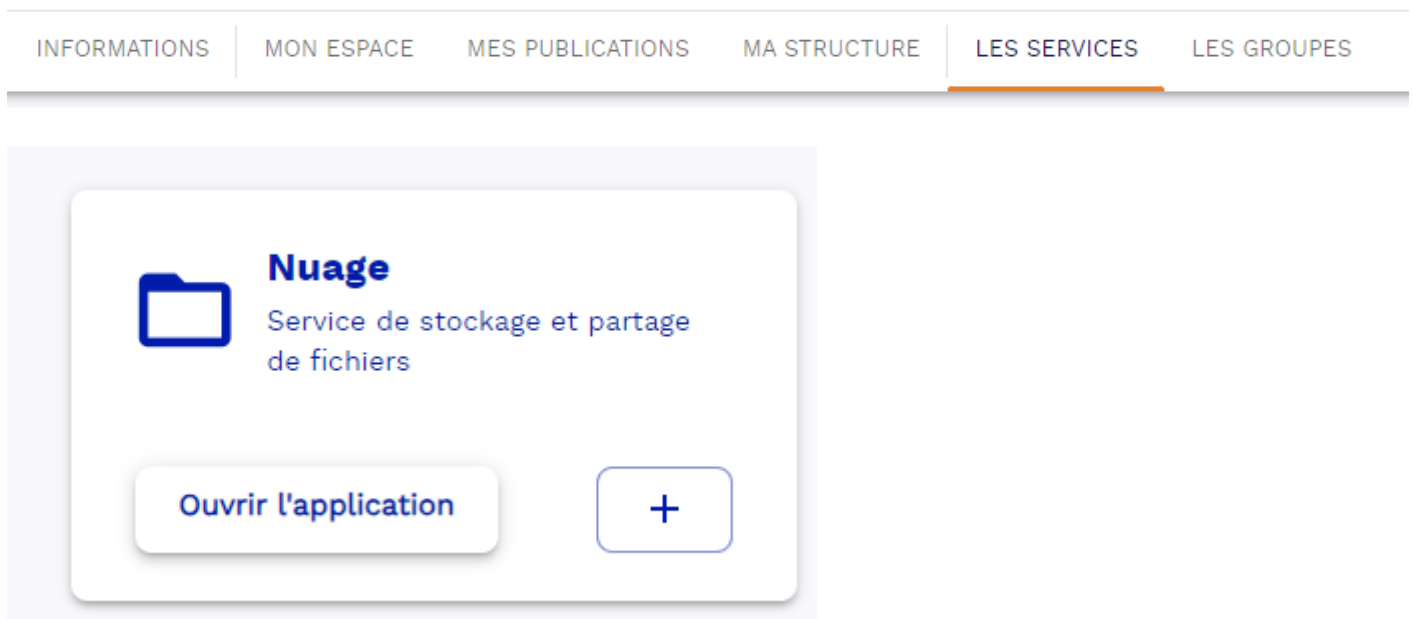 INFORMATIONS MON ESPACE MES PUBLICATIONS MA STRUCTURE LES SERVICES LES GROUPES
Nuage
Service de stockage et partage
de fichiers
Ouvrir l'application +